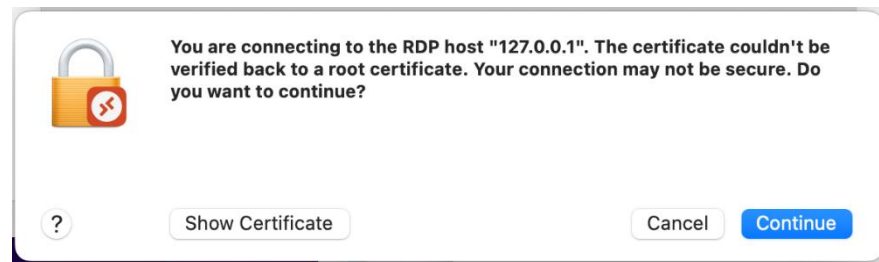 You are connecting to the RDP host "127.0.0.1". The certificate couldn't be
verified back to a root certificate. Your connection may not be secure. Do
you want to continue?
?
Show Certificate
Cancel
Continue